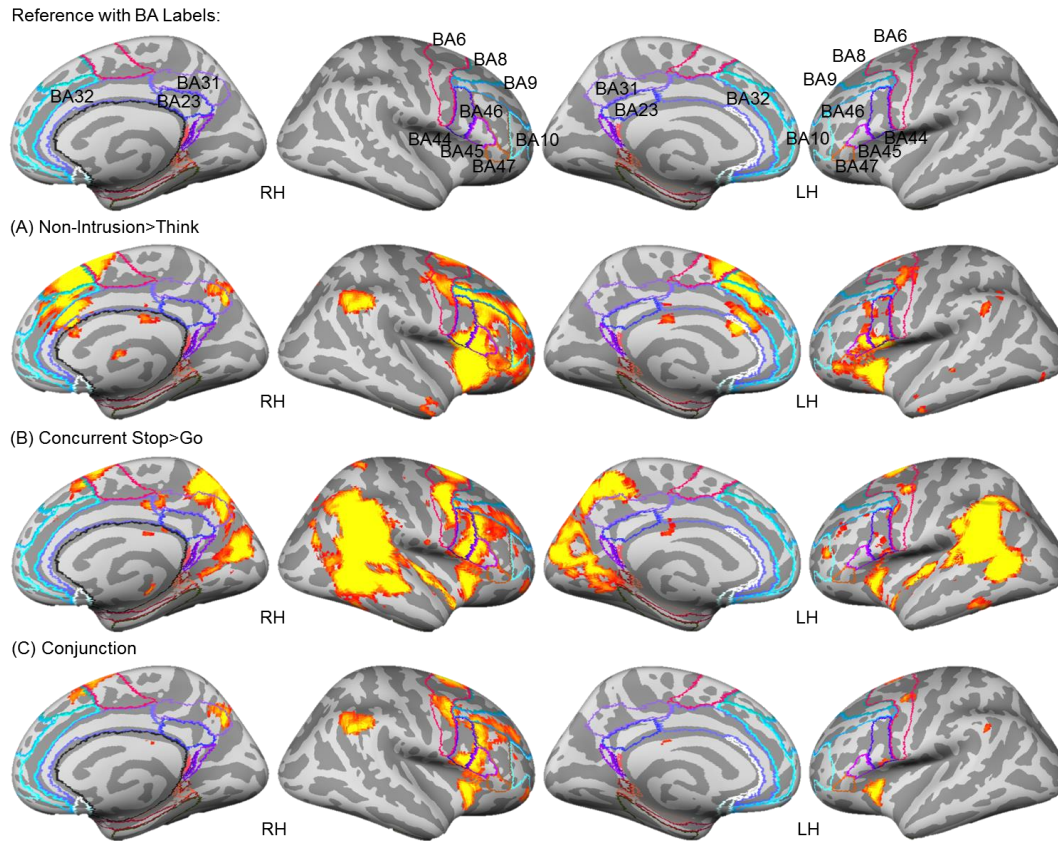 Reference with BA Labels:
BA32
BA31
BA23
BA6
BA8
BA9
BA46
BA44
BA45
BA47
BA10
BA31
BA23
BA32
BA6
BA8
BA9
BA46
BA10
BA44
BA45
BA47
RH
LH
(A) Non-Intrusion>Think
RH
LH
(B) Concurrent Stop>Go
RH
LH
(C) Conjunction
RH
LH